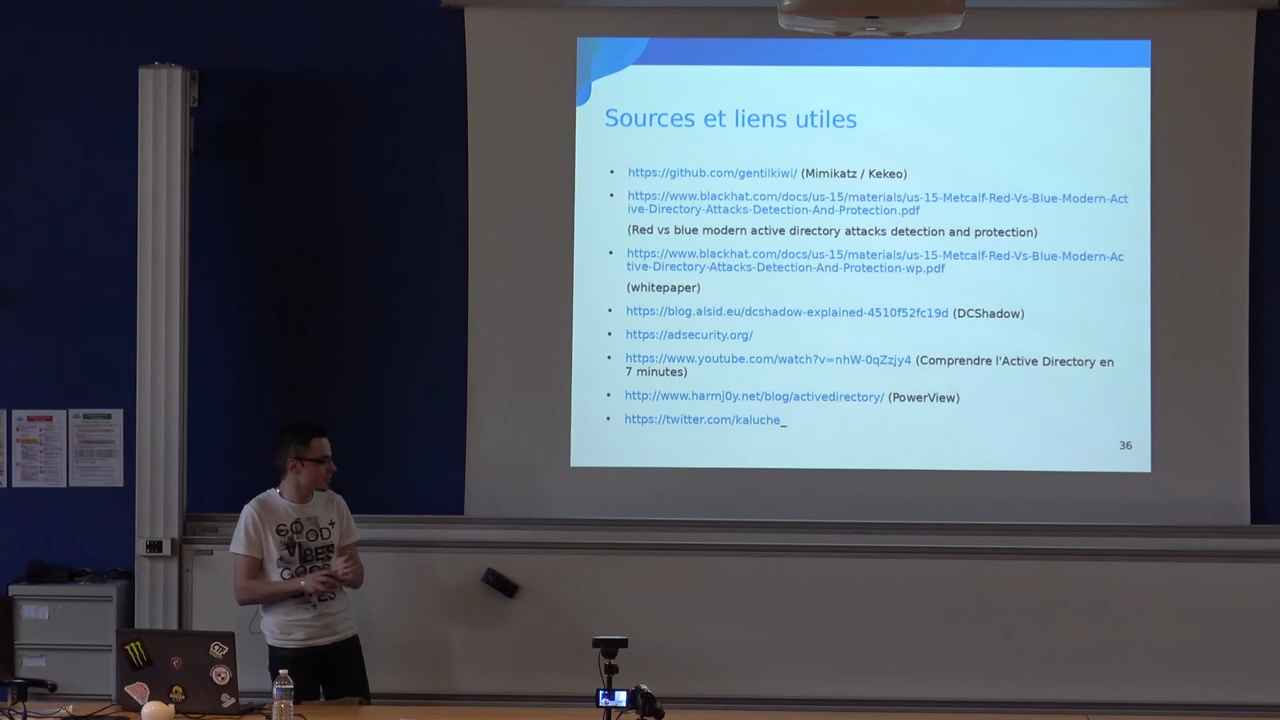 Sources et liens utiles
• https://github.com/gentilkiwi/ (Mimikatz / Kekeo)
• https://www.blackhat.com/docs/us-15/materials/us-15-Metcalf-Red-Vs-Blue-Modern-Act
ive-Directory-Attacks-Detection-And-Protection.pdf
(Red vs blue modern active directory attacks detection and protection)
• https://www.blackhat.com/docs/us-15/materials/us-15-Metcalf-Red-Vs-Blue-Modern-Ac
tive-Directory-Attacks-Detection-And-Protection-wp.pdf
(whitepaper)
• https://blog.alsid.eu/dcshadow-explained-4510f52fc19d (DCShadow)
• https://adsecurity.org/
• https://www.youtube.com/watch?v=nhW-0qZzjy4 (Comprendre l'Active Directory en
7 minutes)
• http://www.harmj0y.net/blog/activedirectory/ (PowerView)
• https://twitter.com/kaluche_
36
GOOD
VIBES